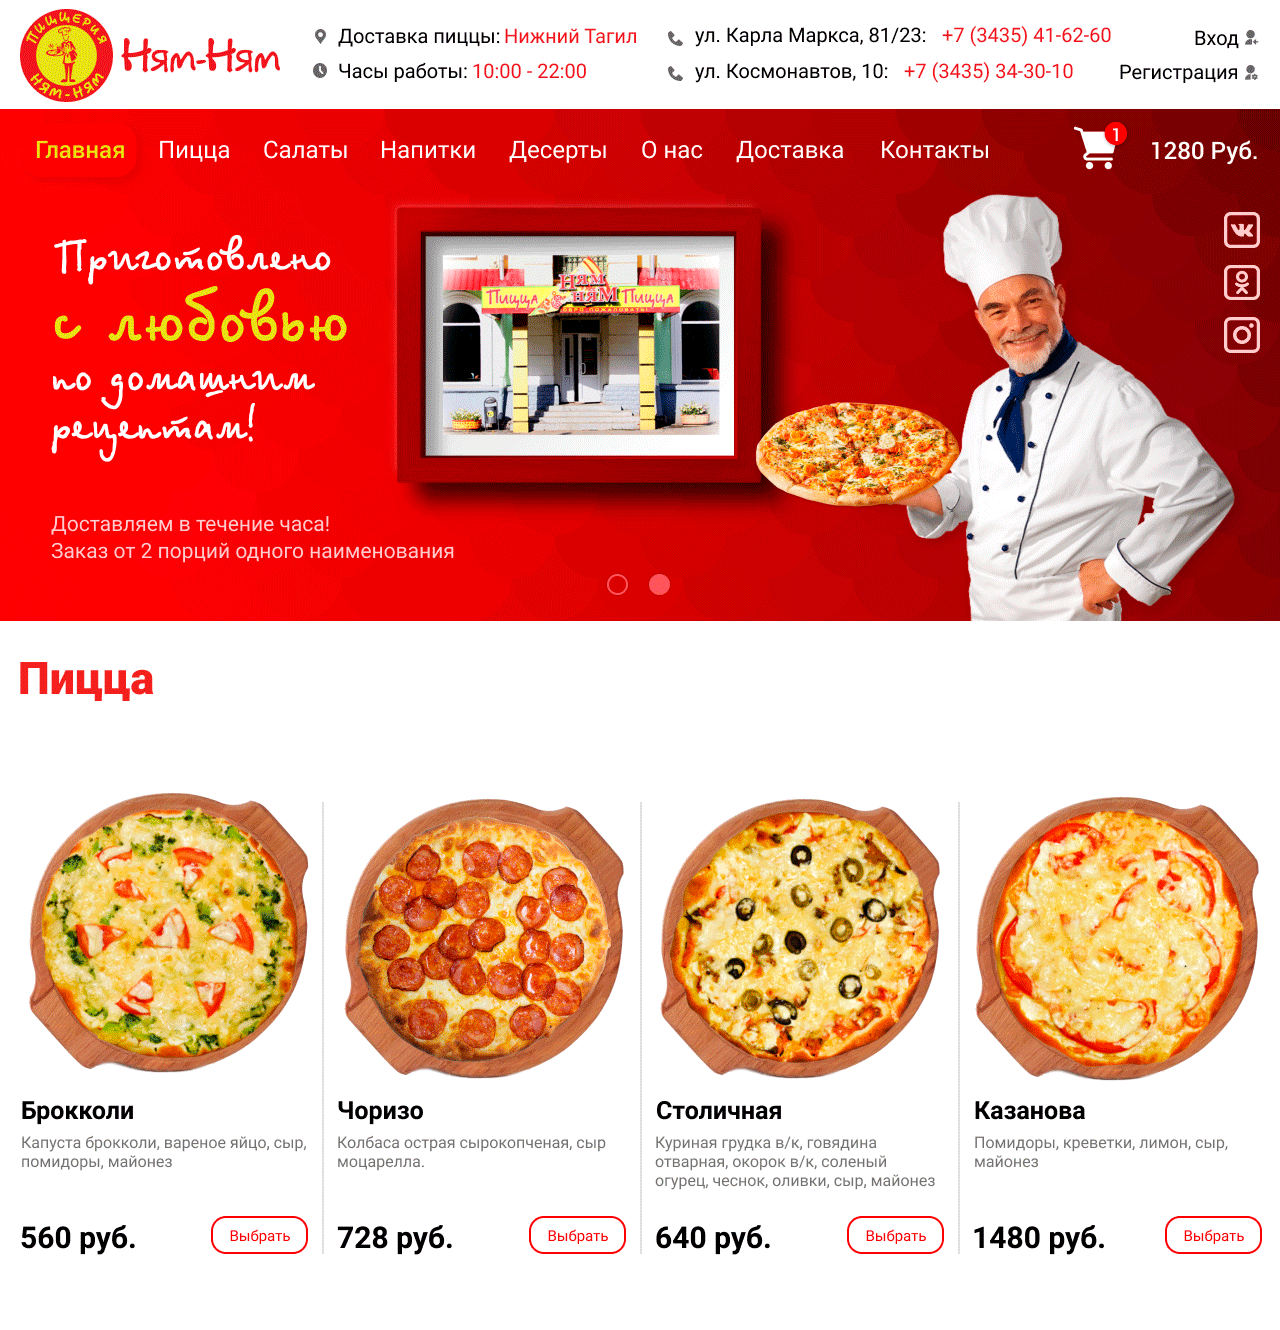 ПИЦЦЕРИЯ
НЯМ-НЯМ
Ням-Ням
Доставка пиццы: Нижний Тагил
Часы работы: 10:00 - 22:00
ул. Карла Маркса, 81/23: +7 (3435) 41-62-60
ул. Космонавтов, 10: +7 (3435) 34-30-10
Вход
Регистрация
Главная Пицца Салаты Напитки Десерты О нас Доставка Контакты 1 1280 Руб.
Приготовлено
с любовью
по домашним
рецептам!
Ням
Ням
Пицца Пицца
Доставляем в течение часа!
Заказ от 2 порций одного наименования
Пицца
Брокколи
Капуста брокколи, вареное яйцо, сыр,
помидоры, майонез
560 руб. Выбрать
Чоризо
Колбаса острая сырокопченая, сыр
моцарелла.
728 руб. Выбрать
Столичная
Куриная грудка в/к, говядина
отварная, окорок в/к, соленый
огурец, чеснок, оливки, сыр, майонез
640 руб. Выбрать
Казанова
Помидоры, креветки, лимон, сыр,
майонез
1480 руб. Выбрать